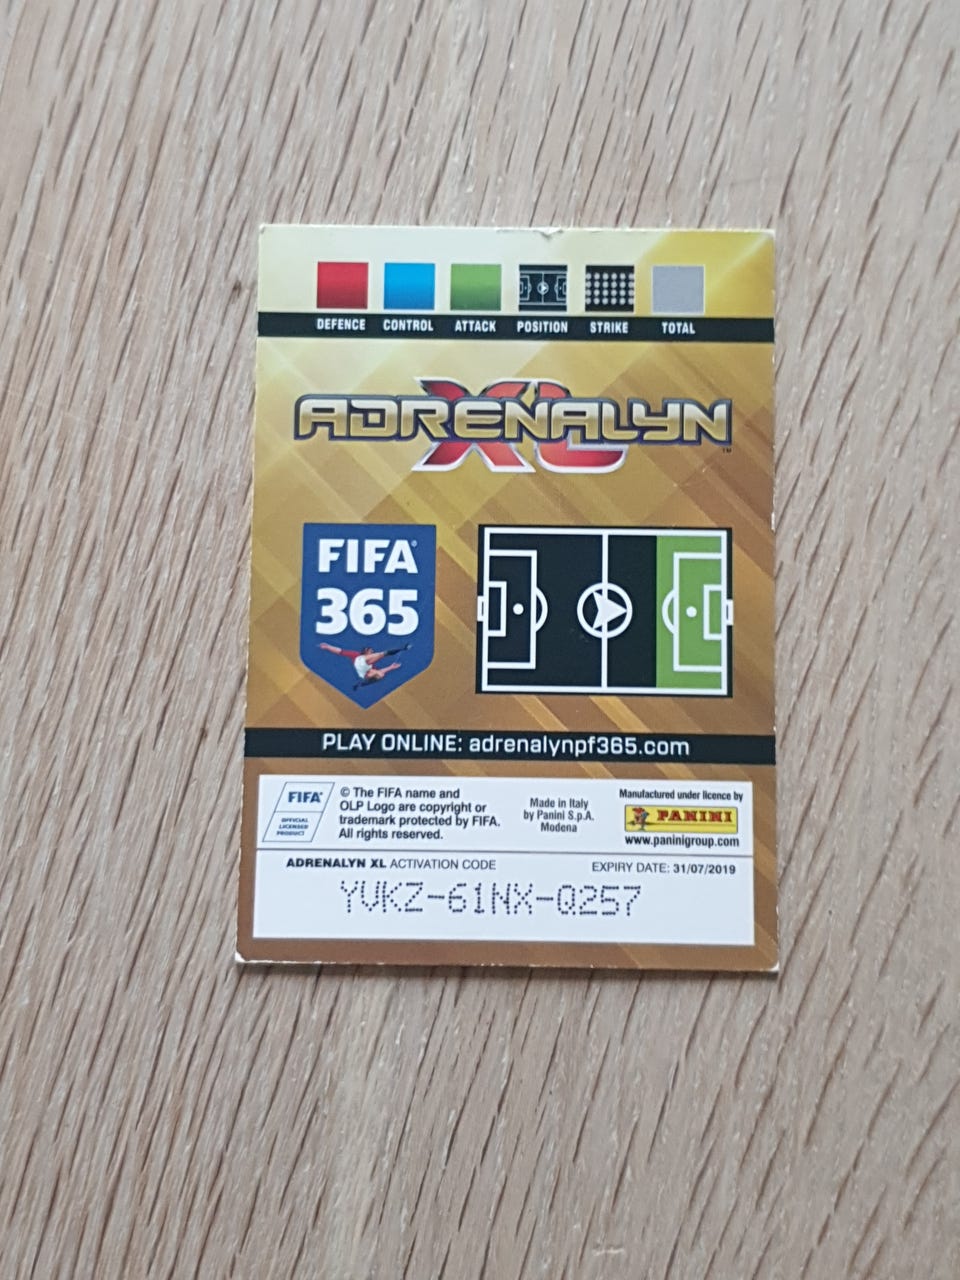 DEFENCE CONTROL ATTACK POSITION STRIKE TOTAL
ADRENALYN XL™
FIFA®
365
PLAY ONLINE: adrenalynpf365.com
FIFA®
OFFICIAL
LICENSED
PRODUCT
© The FIFA name and
OLP Logo are copyright or
trademark protected by FIFA.
All rights reserved.
Made in Italy
by Panini S.p.A.
Modena
Manufactured under licence by
PANINI
www.paninigroup.com
ADRENALYN XL ACTIVATION CODE
EXPIRY DATE: 31/07/2019
YVKZ-61NX-Q257